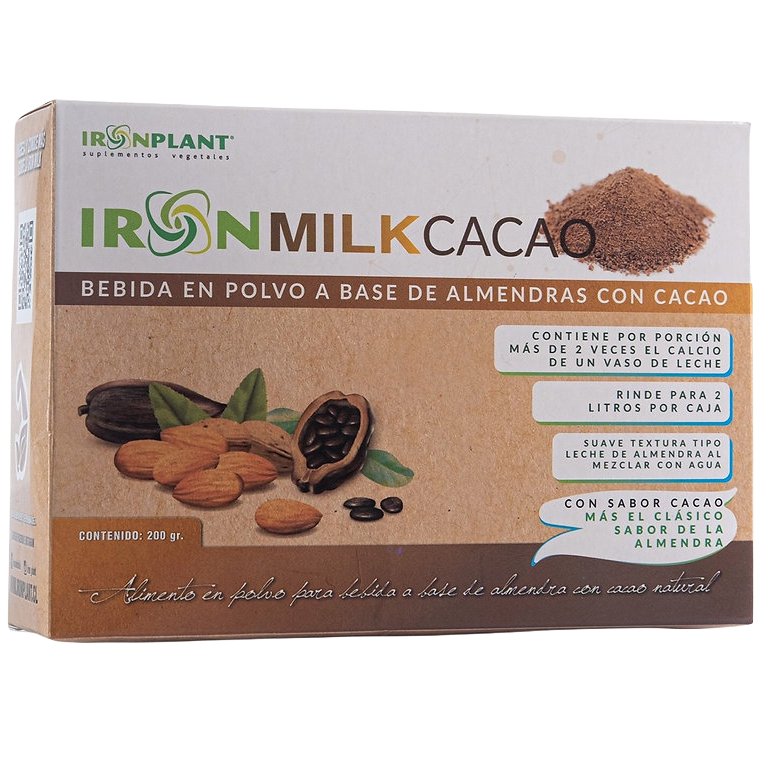 IRONPLANT®
suplementos vegetales
IRONMILKCACAO
BEBIDA EN POLVO A BASE DE ALMENDRAS CON CACAO
CONTIENE POR PORCIÓN
MÁS DE 2 VECES EL CALCIO
DE UN VASO DE LECHE
RINDE PARA 2
LITROS POR CAJA
SUAVE TEXTURA TIPO
LECHE DE ALMENDRA AL
MEZCLAR CON AGUA
CON SABOR CACAO
MÁS EL CLÁSICO
SABOR DE LA
ALMENDRA
CONTENIDO: 200 gr.
Alimento en polvo para bebida a base de almendra con cacao natural
WWW.IRONPLANT.CL